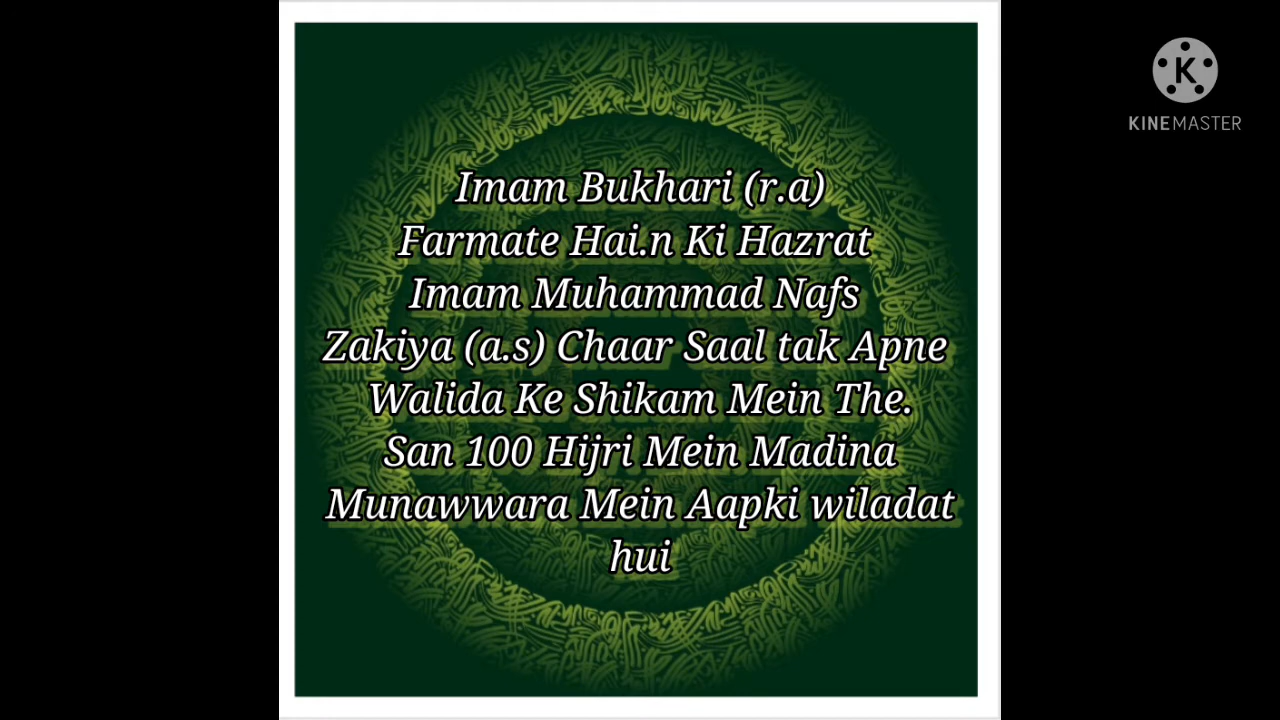 Imam Bukhari (r.a)
Farmate Hai.n Ki Hazrat
Imam Muhammad Nafs
Zakiya (a.s) Chaar Saal tak Apne
Walida Ke Shikam Mein The.
San 100 Hijri Mein Madina
Munawwara Mein Aapki wiladat
hui
K
KINEMASTER